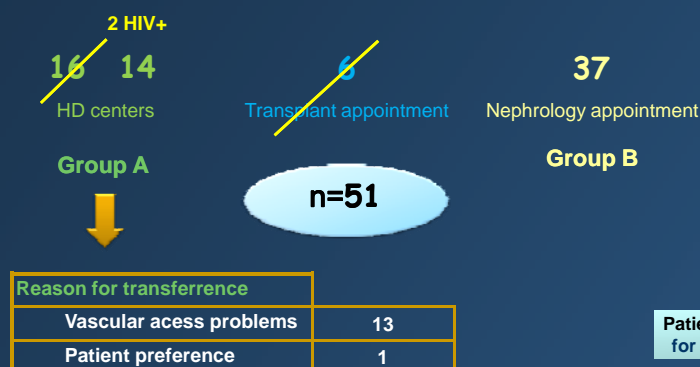 2 HIV+
16 14
6
37
HD centers
Transplant appointment
Nephrology appointment
Group A
Group B
n=51
Reason for transferrence
Vascular acess problems 13
Patient preference 1
for